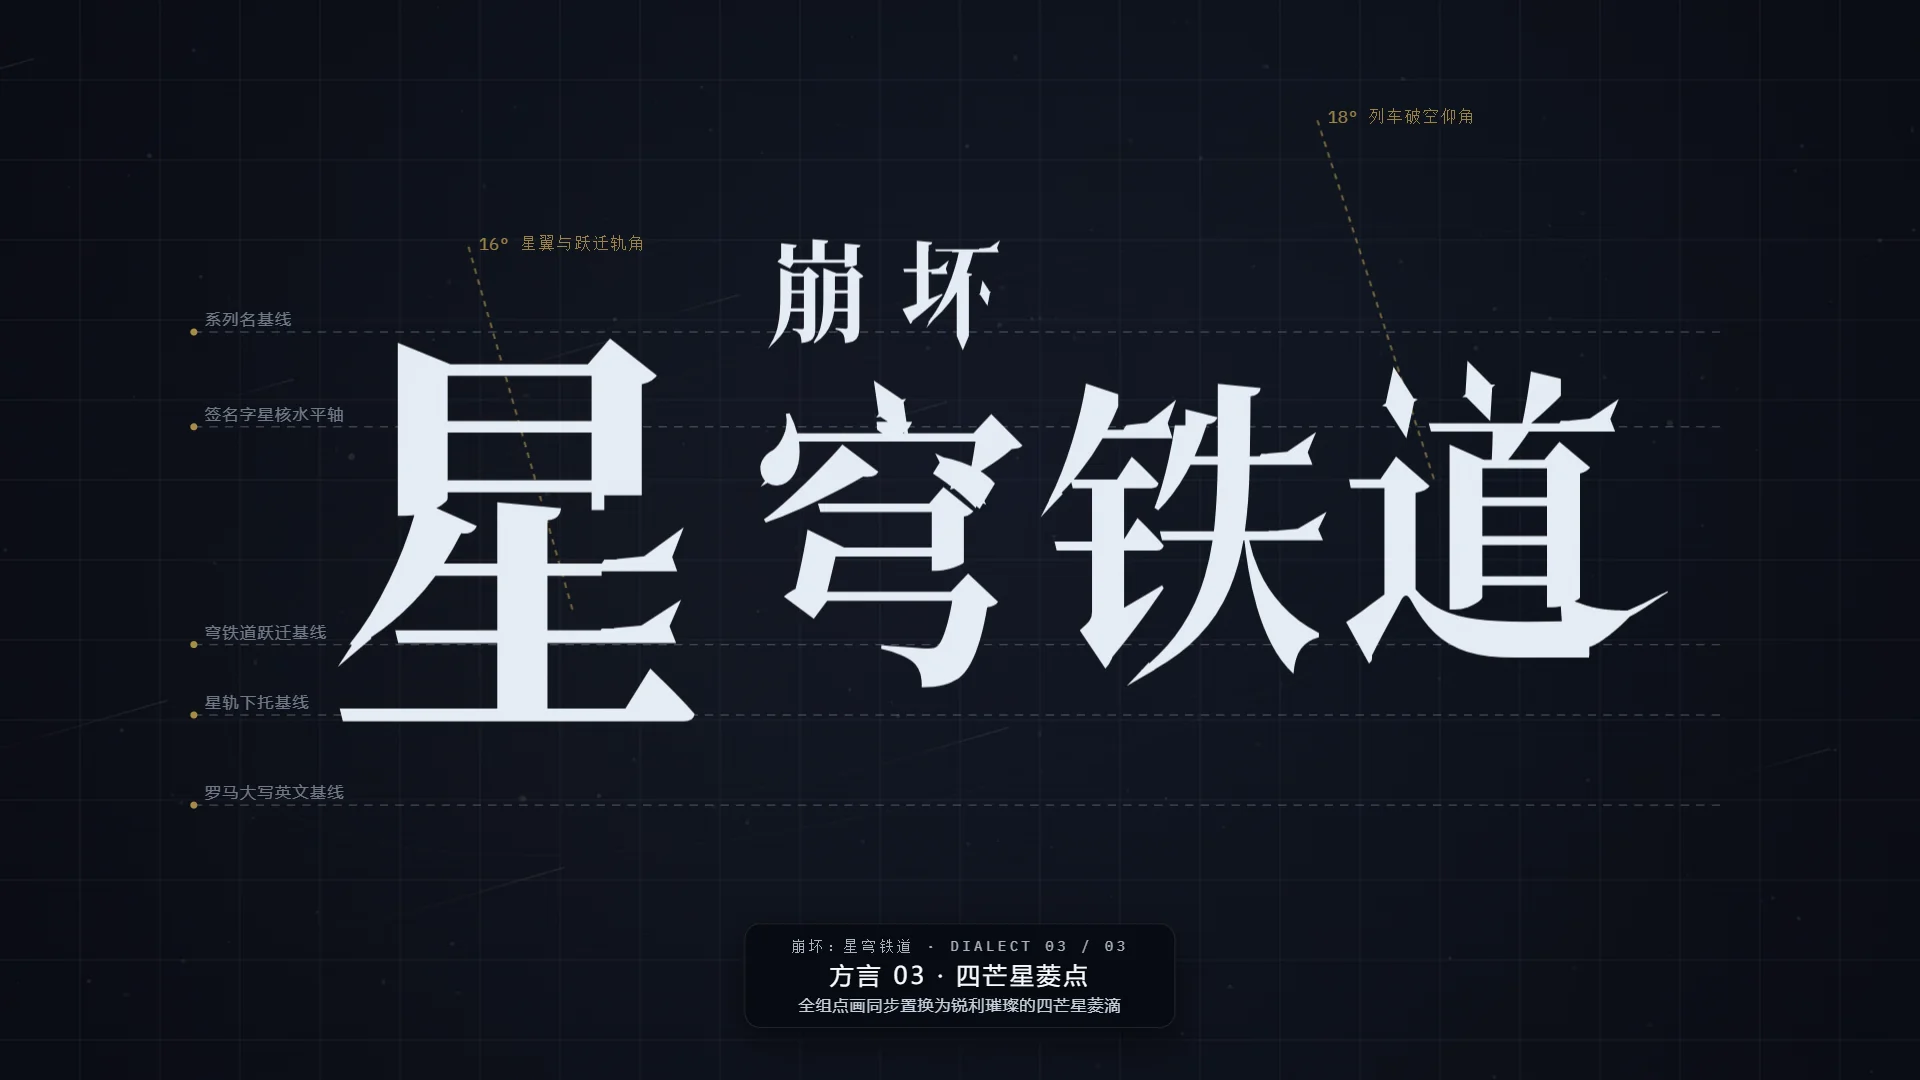 18° 列车破空仰角
16° 星翼与跃迁轨角
崩坏
系列名基线
星穹铁道
签名字星核水平轴
穹铁道跃迁基线
星轨下托基线
罗马大写英文基线
崩坏：星穹铁道 · DIALECT 03 / 03
方言 03 · 四芒星菱点
全组点画同步置换为锐利璀璨的四芒星菱滴